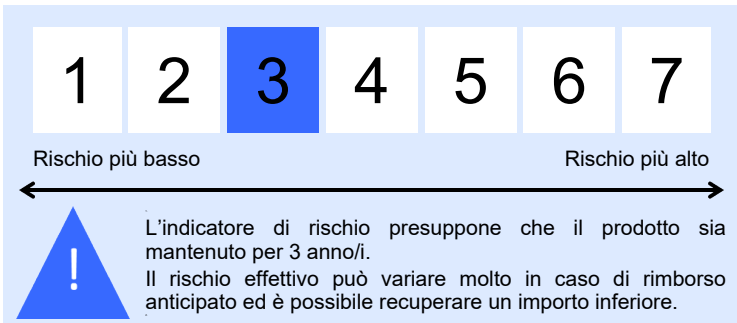 1 2 3 4 5 6 7
Rischio più basso Rischio più alto
!
L'indicatore di rischio presuppone che il prodotto sia
mantenuto per 3 anno/i.
Il rischio effettivo può variare molto in caso di rimborso
anticipato ed è possibile recuperare un importo inferiore.